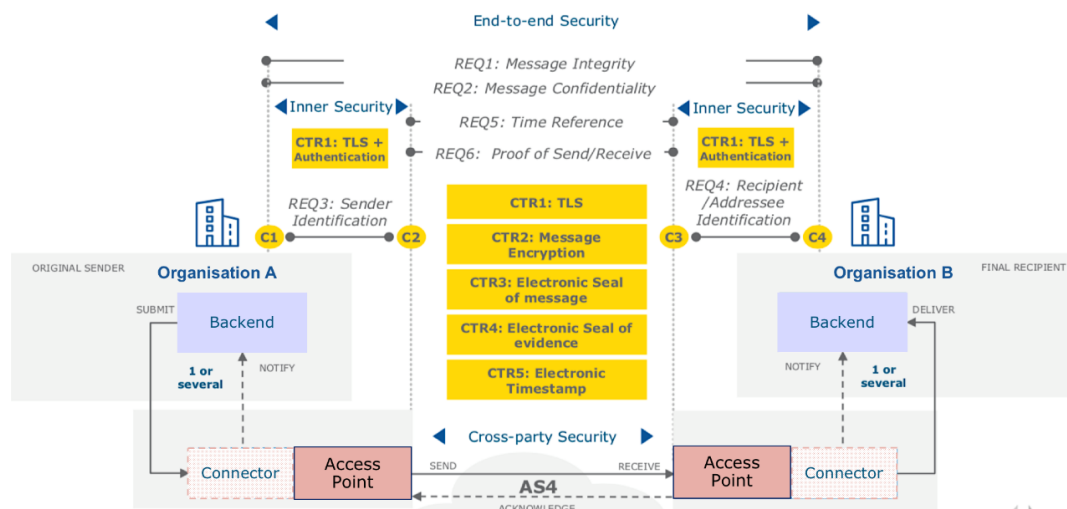 End-to-end Security
REQ1: Message Integrity
REQ2: Message Confidentiality
Inner Security
Inner Security
REQ5: Time Reference
CTR1: TLS +
Authentication
CTR1: TLS +
Authentication
REQ6: Proof of Send/Receive
REQ3: Sender
Identification
REQ4: Recipient
/Addressee
Identification
CTR1: TLS
C1
C2
CTR2: Message
Encryption
C3
C4
ORIGINAL SENDER
Organisation A
CTR3: Electronic Seal
of message
Organisation B
FINAL RECIPIENT
SUBMIT
Backend
CTR4: Electronic Seal of
evidence
Backend
DELIVER
1 or
several
NOTIFY
CTR5: Electronic
Timestamp
NOTIFY
1 or
several
Cross-party Security
Connector
Access
Point
SEND
RECEIVE
AS4
ACKNOWLEDGE
Access
Point
Connector